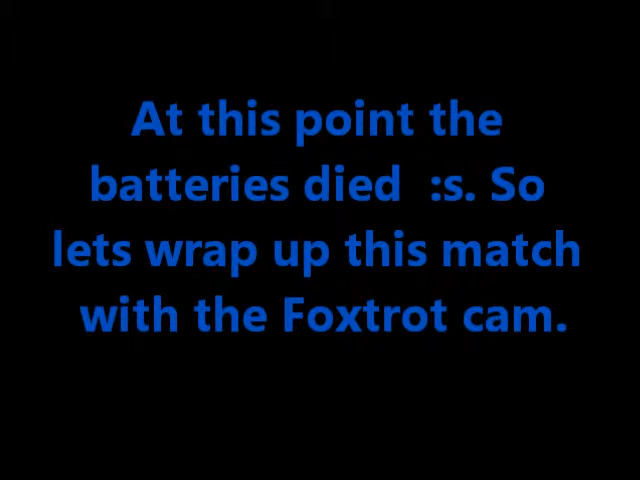 At this point the
batteries died  :s. So
lets wrap up this match
with the Foxtrot cam.